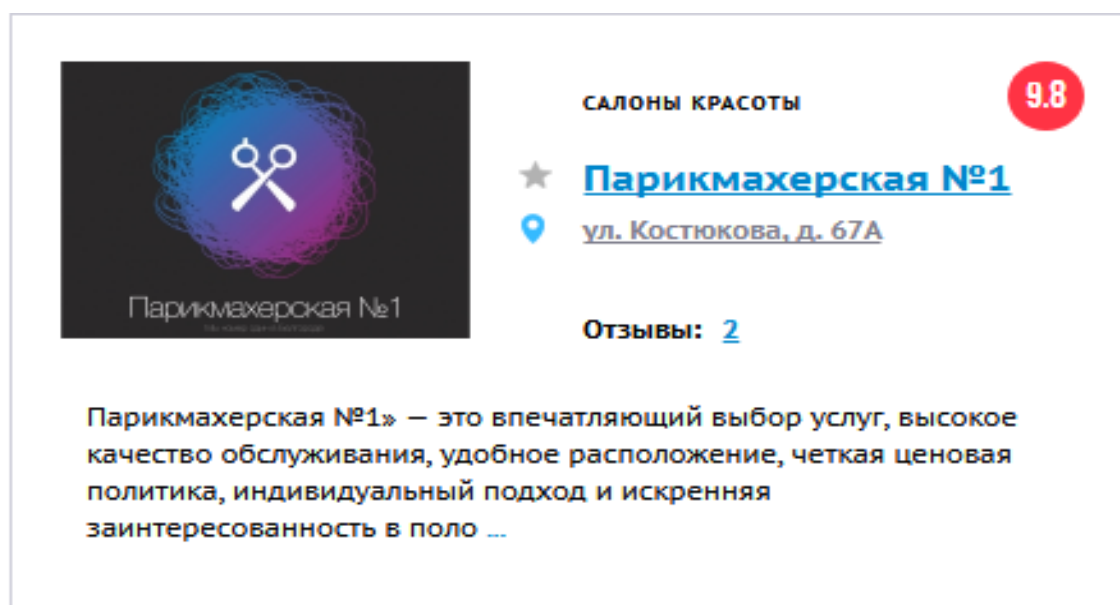 САЛОНЫ КРАСОТЫ
9.8
Парикмахерская №1
ул. Костюкова, д. 67А
Отзывы: 2
Парикмахерская №1
Парикмахерская №1» — это впечатляющий выбор услуг, высокое
качество обслуживания, удобное расположение, четкая ценовая
политика, индивидуальный подход и искренняя
заинтересованность в поло ...